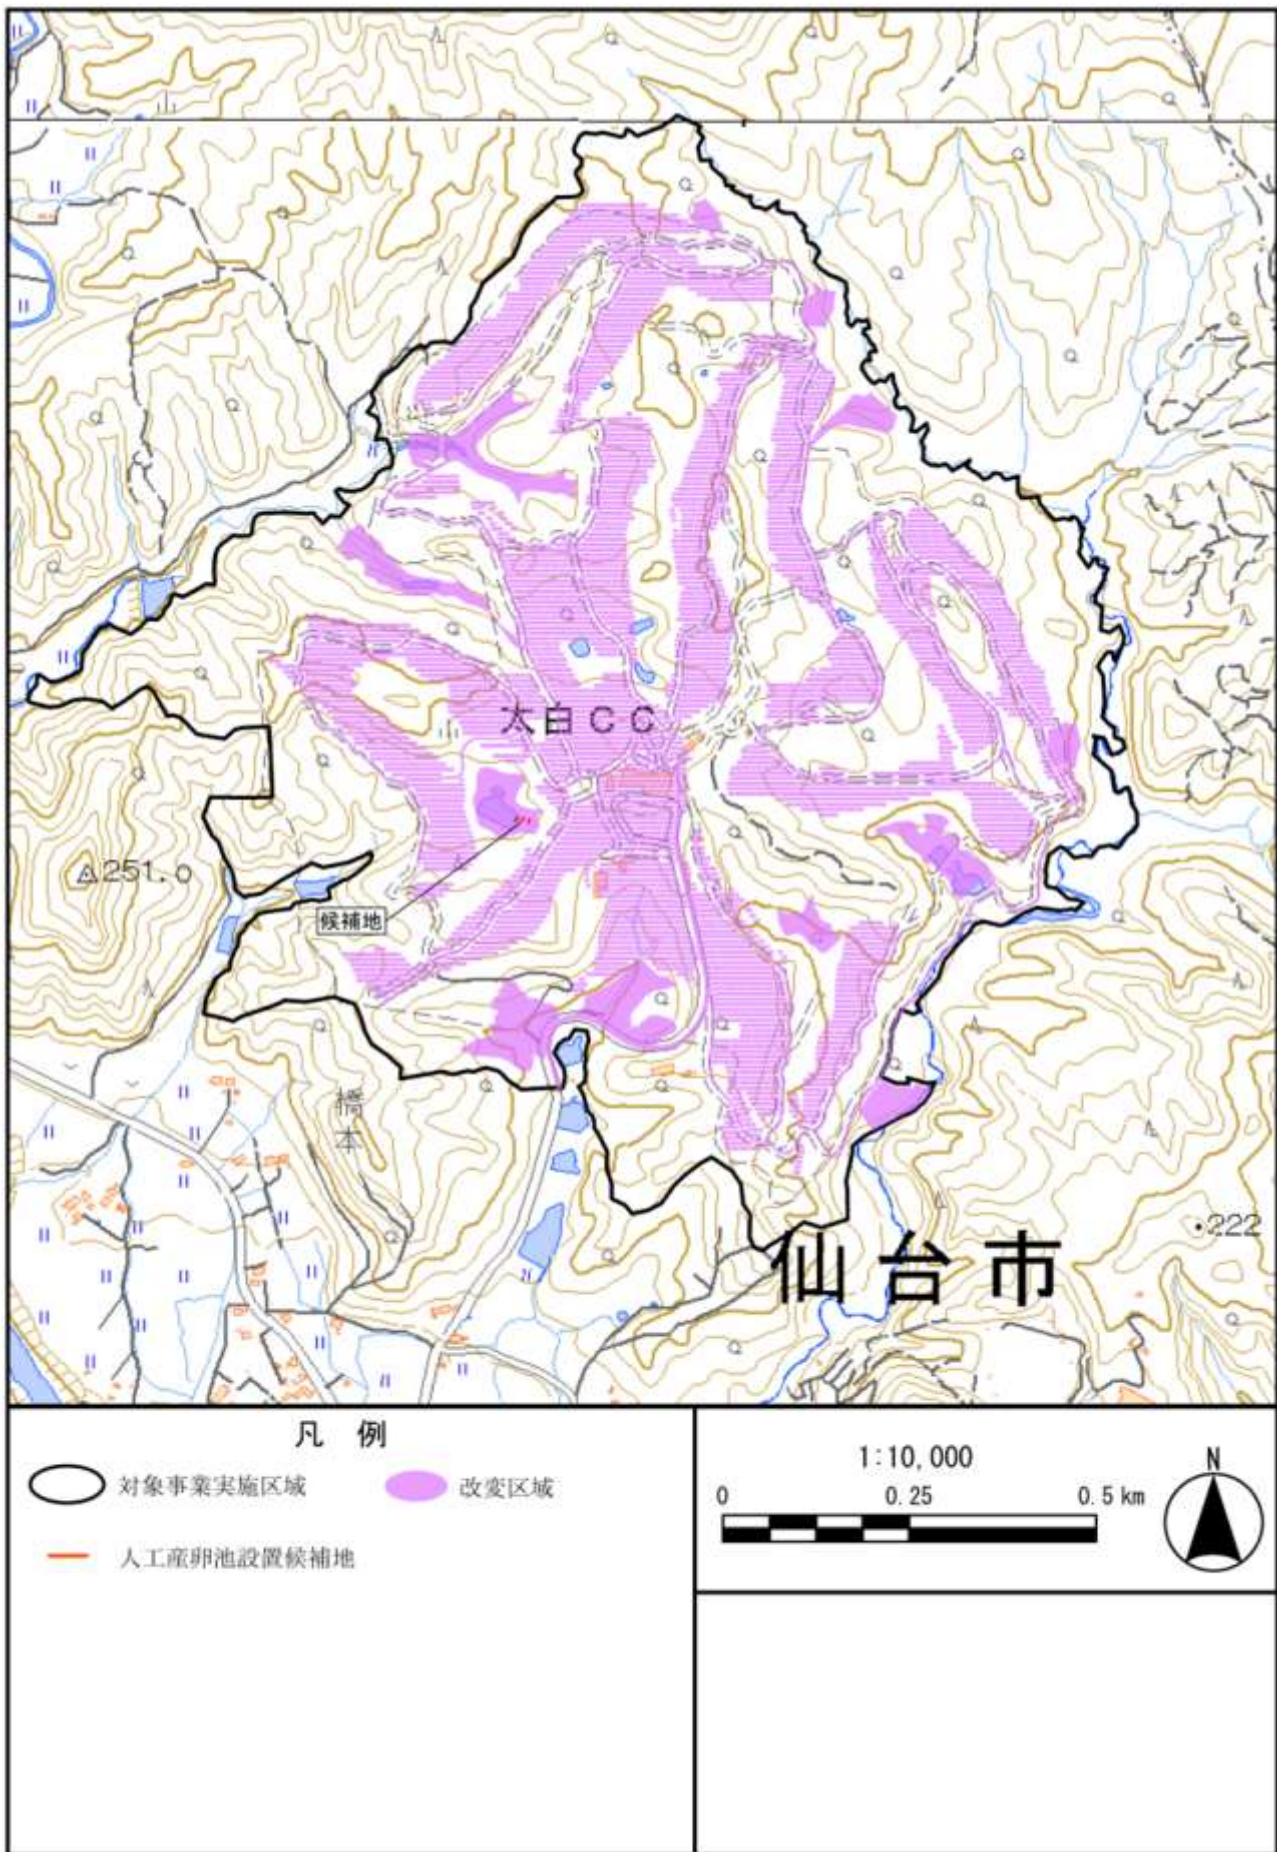 太白CC
候補地
251.0
橋本
222
仙台市
凡 例
対象事業実施区域
改変区域
人工産卵池設置候補地
1:10,000
0 0.25 0.5 km
N